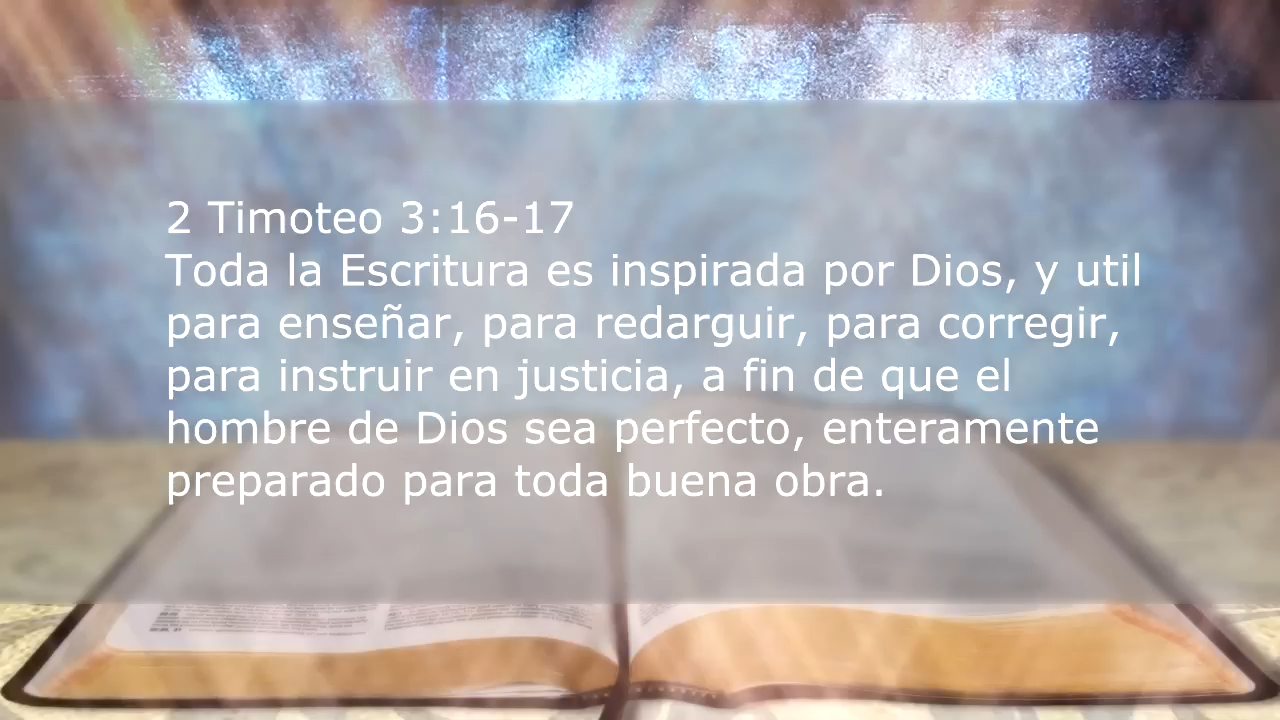 2 Timoteo 3:16-17
Toda la Escritura es inspirada por Dios, y util
para enseñar, para redarguir, para corregir,
para instruir en justicia, a fin de que el
hombre de Dios sea perfecto, enteramente
preparado para toda buena obra.